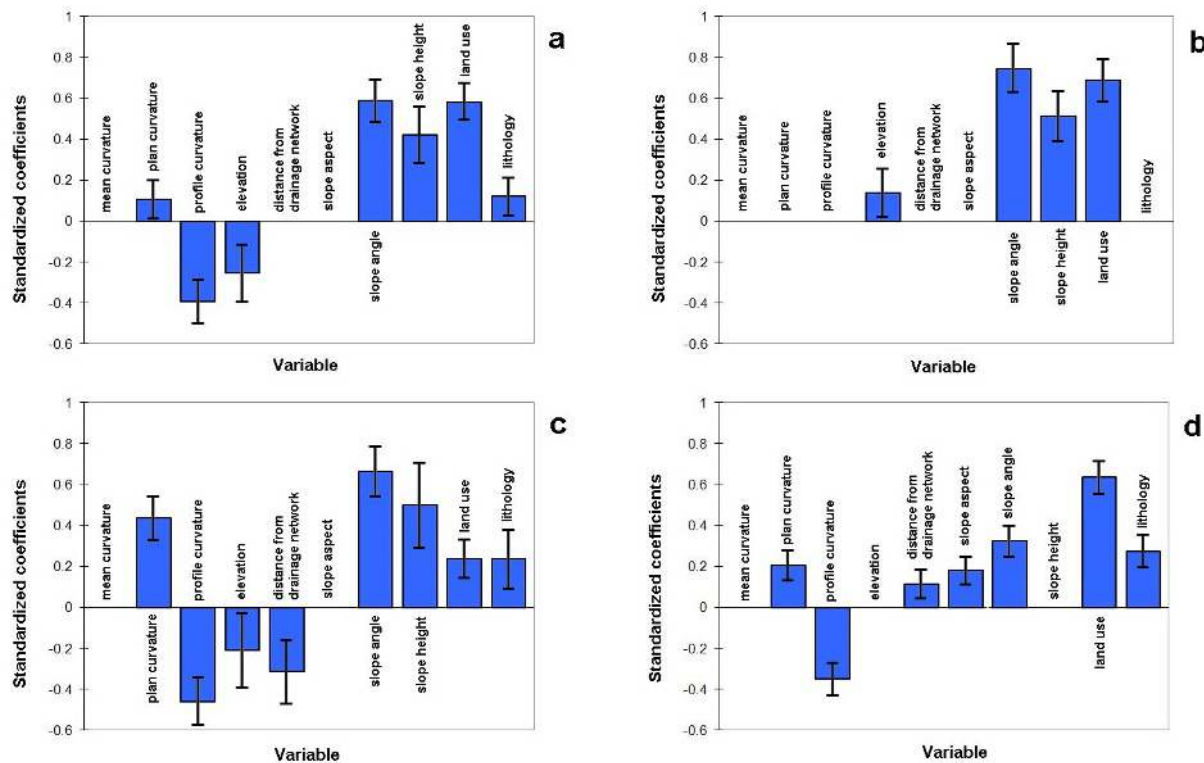 a
Standardized coefficients
1
0.8
0.6
0.4
0.2
0
-0.2
-0.4
-0.6
mean curvature
plan curvature
profile curvature
elevation
distance from
drainage network
slope aspect
slope angle
slope height
land use
lithology
Variable
b
Standardized coefficients
1
0.8
0.6
0.4
0.2
0
-0.2
-0.4
-0.6
mean curvature
plan curvature
profile curvature
elevation
distance from
drainage network
slope aspect
slope angle
slope height
land use
lithology
Variable
c
Standardized coefficients
1
0.8
0.6
0.4
0.2
0
-0.2
-0.4
-0.6
mean curvature
plan curvature
profile curvature
elevation
distance from
drainage network
slope aspect
slope angle
slope height
land use
lithology
Variable
d
Standardized coefficients
1
0.8
0.6
0.4
0.2
0
-0.2
-0.4
-0.6
mean curvature
plan curvature
profile curvature
elevation
distance from
drainage network
slope aspect
slope angle
slope height
land use
lithology
Variable